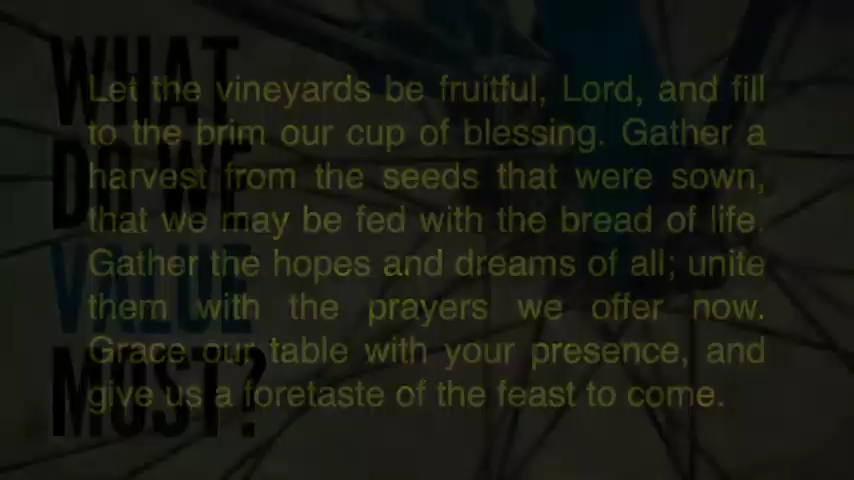 WHAT
DO WE
VALUE
MOST?
Let the vineyards be fruitful, Lord, and fill
to the brim our cup of blessing. Gather a
harvest from the seeds that were sown,
that we may be fed with the bread of life.
Gather the hopes and dreams of all; unite
them with the prayers we offer now.
Grace our table with your presence, and
give us a foretaste of the feast to come.